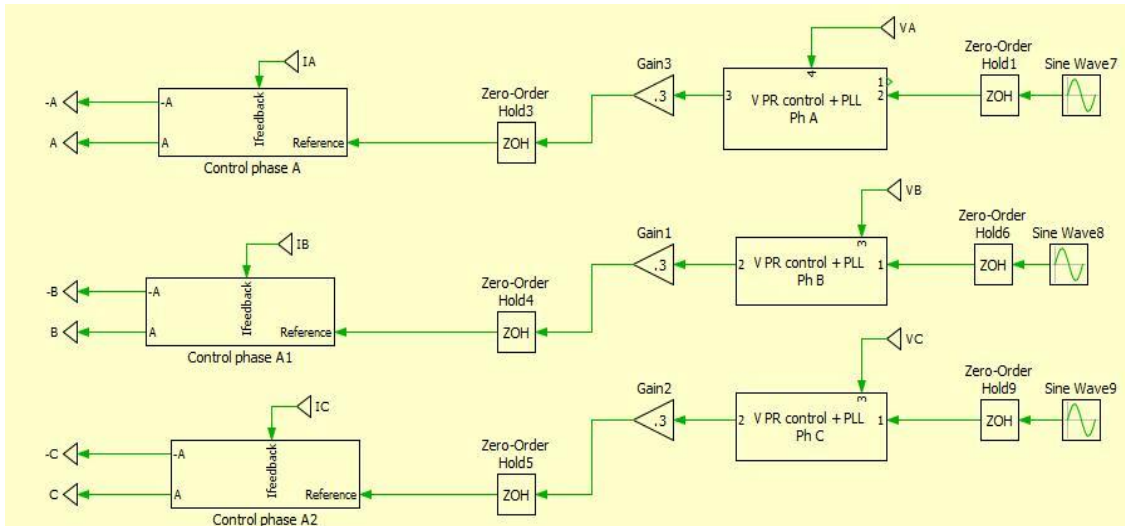 VA
Zero-Order
Hold1
Sine Wave7
IA
Gain3
4
1
-A
-A
Zero-Order
Hold3
.3
3
V PR control + PLL
Ph A
2
ZOH
Ifeedback
A
A
Reference
ZOH
Control phase A
VB
Zero-Order
Hold6
Sine Wave8
IB
Gain1
3
-B
-A
Zero-Order
Hold4
.3
2
V PR control + PLL
Ph B
1
ZOH
Ifeedback
B
A
Reference
ZOH
Control phase A1
VC
Zero-Order
Hold9
Sine Wave9
IC
Gain2
3
-C
-A
Zero-Order
Hold5
.3
2
V PR control + PLL
Ph C
1
ZOH
Ifeedback
C
A
Reference
ZOH
Control phase A2